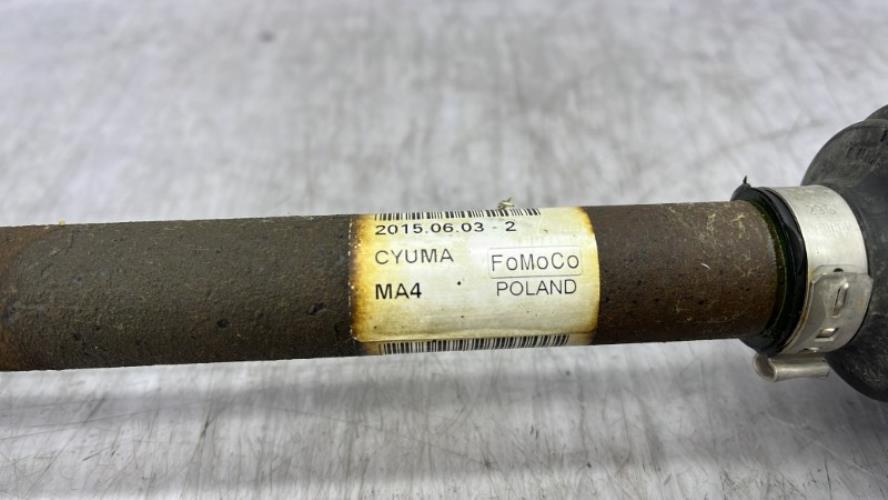 2015.06.03 - 2
CYUMA FoMoCo
MA4 POLAND